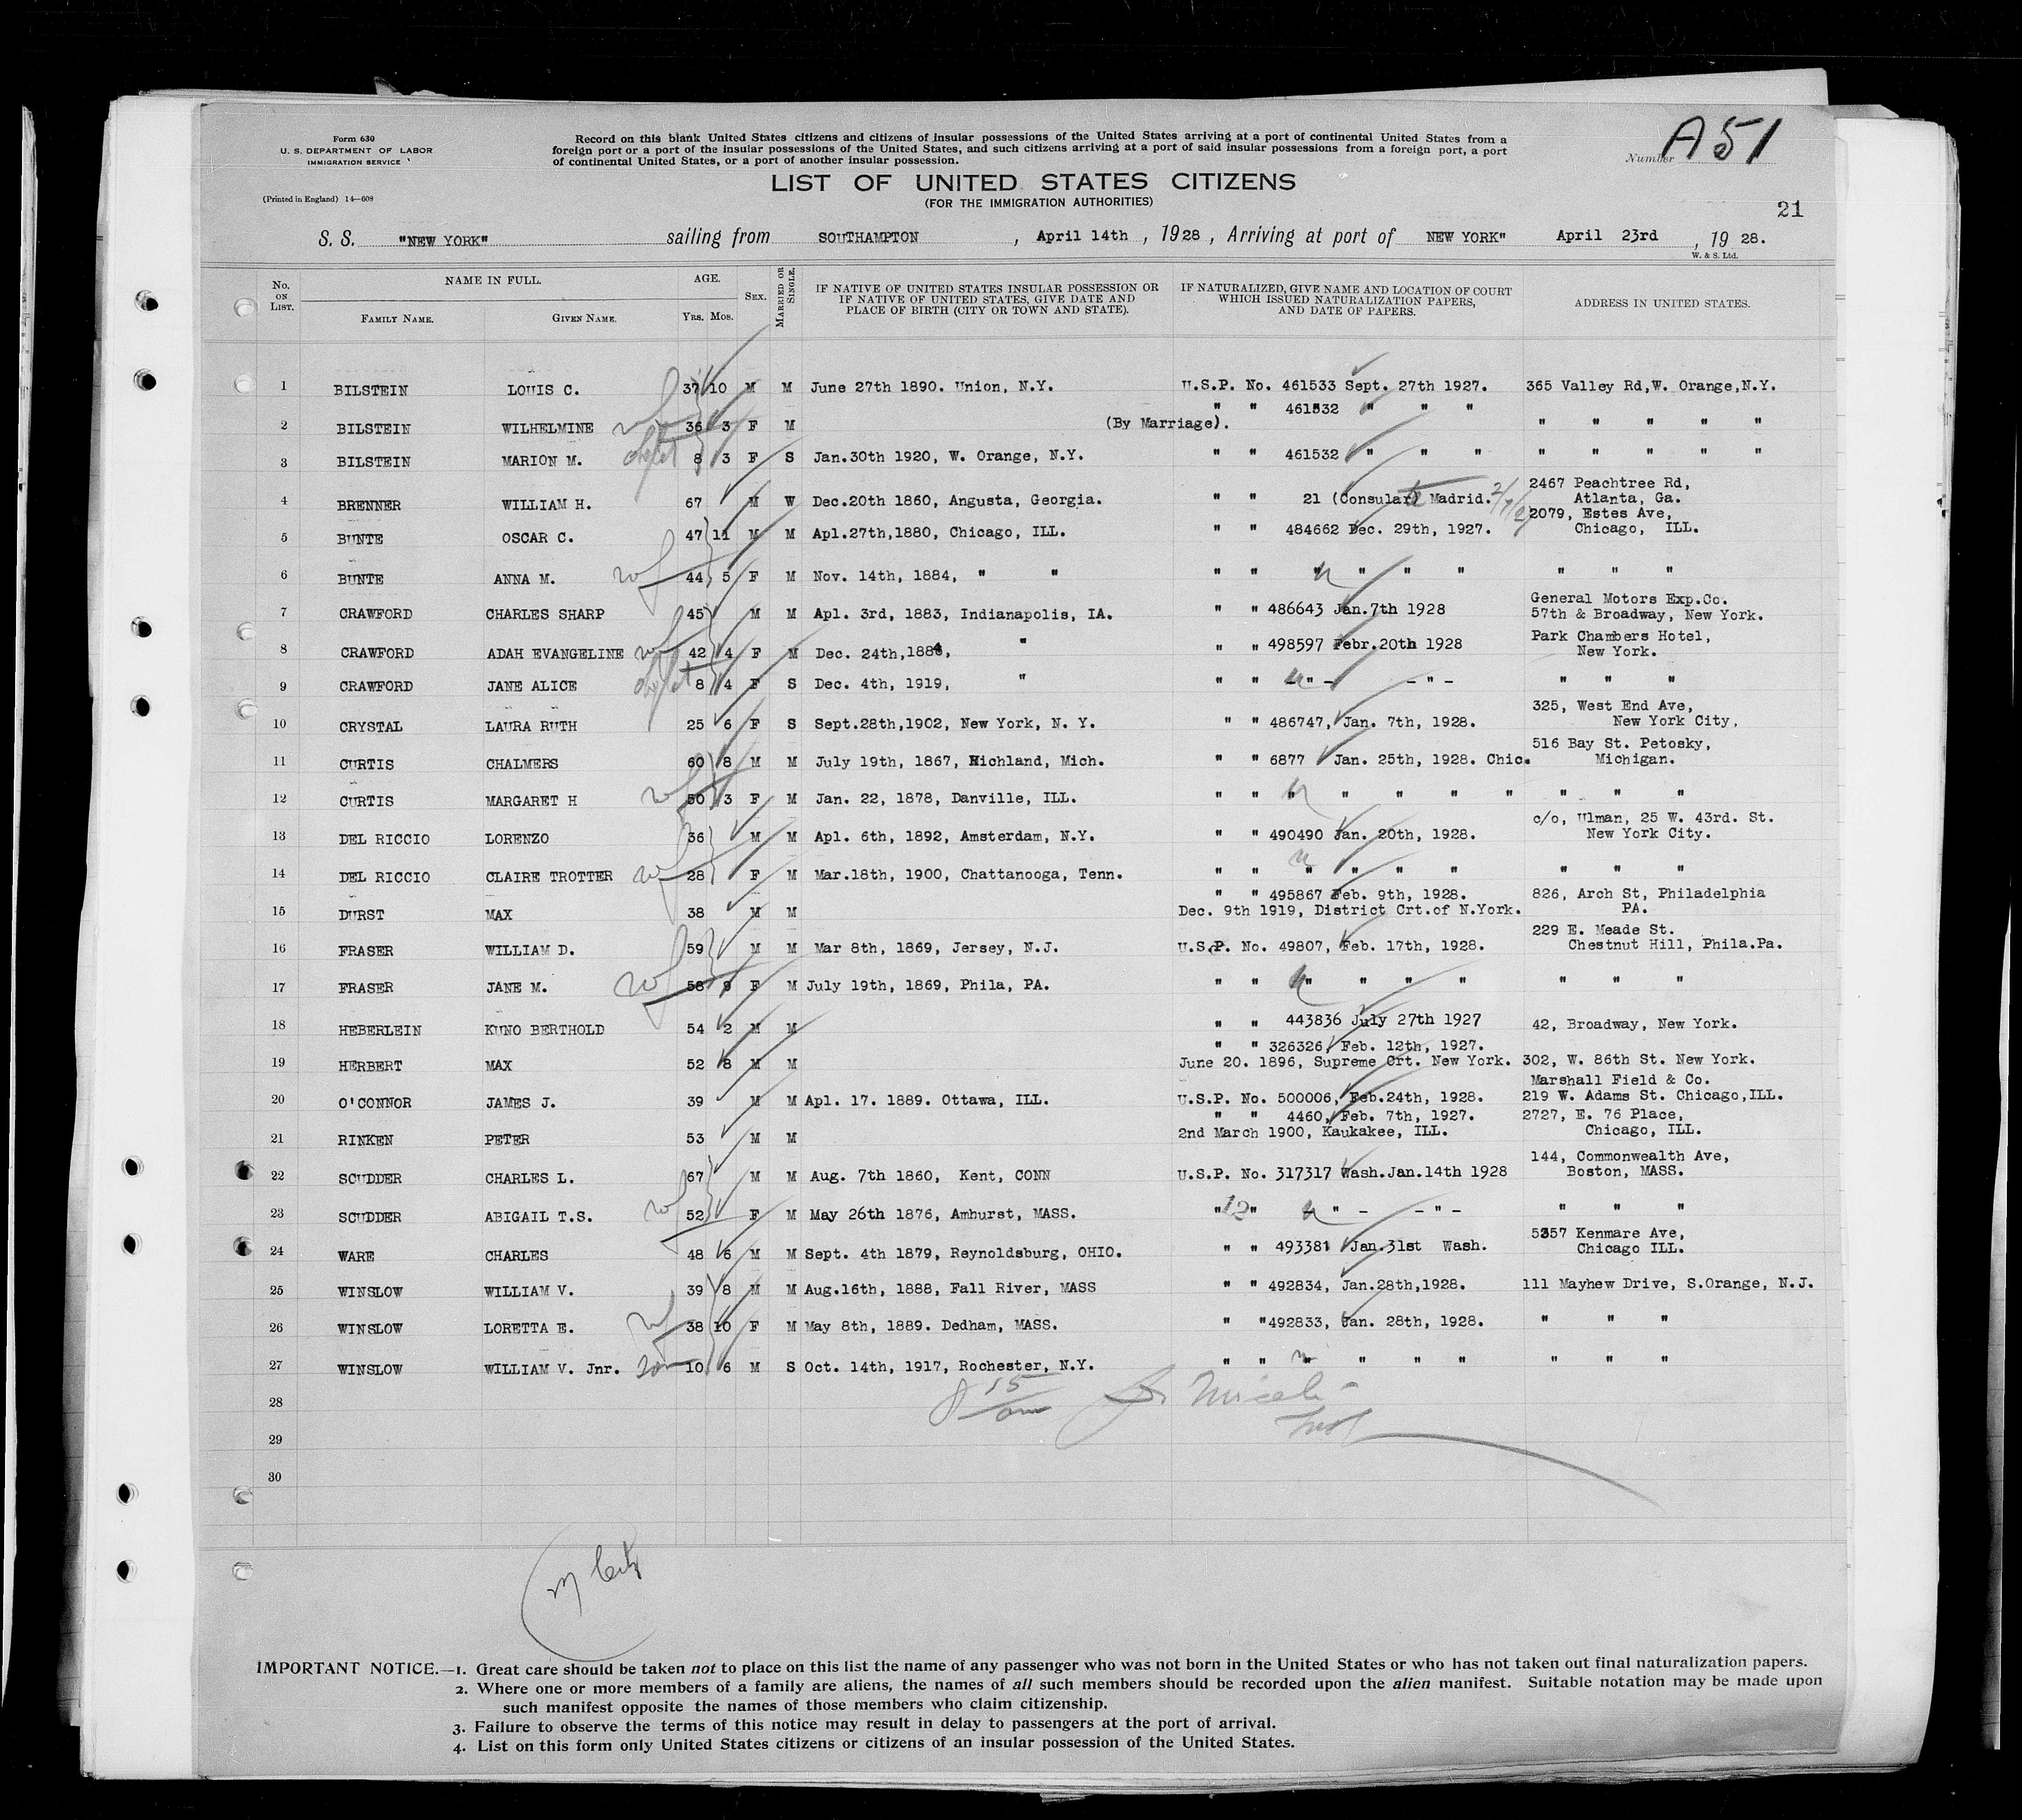 Form 630
U. S. DEPARTMENT OF LABOR
IMMIGRATION SERVICE
(Printed in England) 14—608
Record on this blank United States citizens and citizens of insular possessions of the United States arriving at a port of continental United States from a
foreign port or a port of the insular possessions of the United States, and such citizens arriving at a port of said insular possessions from a foreign port, a port
of continental United States, or a port of another insular possession.
Number A51
LIST OF UNITED STATES CITIZENS
(FOR THE IMMIGRATION AUTHORITIES)
21
S. S. "NEW YORK" sailing from SOUTHAMPTON, April 14th, 1928, Arriving at port of NEW YORK" April 23rd, 1928.
W. & S. Ltd.
No. ON LIST. NAME IN FULL. FAMILY NAME. GIVEN NAME. AGE. YRS. MOS. SEX. MARRIED OR SINGLE. IF NATIVE OF UNITED STATES INSULAR POSSESSION OR IF NATIVE OF UNITED STATES, GIVE DATE AND PLACE OF BIRTH (CITY OR TOWN AND STATE). IF NATURALIZED, GIVE NAME AND LOCATION OF COURT WHICH ISSUED NATURALIZATION PAPERS, AND DATE OF PAPERS. ADDRESS IN UNITED STATES.
1 BILSTEIN LOUIS C. 37 10 M M June 27th 1890. Union, N.Y. U.S.P. No. 461533 Sept. 27th 1927. 365 Valley Rd,W. Orange,N.Y.
2 BILSTEIN WILHELMINE wf 36 3 F M (By Marriage). " " 461532 " " " " " " " "
3 BILSTEIN MARION M. 8 3 F S Jan.30th 1920, W. Orange, N.Y. " " 461532 " " " " " " " "
4 BRENNER WILLIAM H. 67 M W Dec.20th 1860, Angusta, Georgia. " " 21 (Consular) Madrid. 2467 Peachtree Rd, Atlanta, Ga.
5 BUNTE OSCAR C. 47 11 M M Apl.27th,1880, Chicago, ILL. " " 484662 Dec. 29th, 1927. 2079, Estes Ave, Chicago, ILL.
6 BUNTE ANNA M. wf 44 5 F M Nov. 14th, 1884, " " " " " " " " " " "
7 CRAWFORD CHARLES SHARP 45 M M Apl. 3rd, 1883, Indianapolis, IA. " " 486643 Jan.7th 1928 General Motors Exp.Co. 57th & Broadway, New York.
8 CRAWFORD ADAH EVANGELINE wf 42 4 F M Dec. 24th,1884, " " " 498597 Febr.20th 1928 Park Chambers Hotel, New York.
9 CRAWFORD JANE ALICE 8 4 F S Dec. 4th, 1919, " " " - " - - " - " " "
10 CRYSTAL LAURA RUTH 25 6 F S Sept.28th,1902, New York, N. Y. " " 486747, Jan. 7th, 1928. 325, West End Ave, New York City,
11 CURTIS CHALMERS 60 8 M M July 19th, 1867, Hichland, Mich. " " 6877 Jan. 25th, 1928. Chic. 516 Bay St. Petosky, Michigan.
12 CURTIS MARGARET H wf 50 3 F M Jan. 22, 1878, Danville, ILL. " " " " " " " " " "
13 DEL RICCIO LORENZO 36 M M Apl. 6th, 1892, Amsterdam, N.Y. " " 490490 Jan. 20th, 1928. c/o, Ulman, 25 W. 43rd. St. New York City.
14 DEL RICCIO CLAIRE TROTTER wf 28 F M Mar.18th, 1900, Chattanooga, Tenn. " " " " " " " " "
15 DURST MAX 38 M M " " 495867 Feb. 9th, 1928. Dec. 9th 1919, District Crt.of N.York. 826, Arch St, Philadelphia PA.
16 FRASER WILLIAM D. 59 M M Mar 8th, 1869, Jersey, N.J. U.S.P. No. 49807, Feb. 17th, 1928. 229 E. Meade St. Chestnut Hill, Phila.Pa.
17 FRASER JANE M. wf 58 9 F M July 19th, 1869, Phila, PA. " " " " " " " " "
18 HEBERLEIN KUNO BERTHOLD 54 2 M M " " 443836 July 27th 1927 42, Broadway, New York.
19 HERBERT MAX 52 8 M M " " 326326, Feb. 12th, 1927. June 20. 1896, Supreme Crt. New York. 302, W. 86th St. New York.
20 O'CONNOR JAMES J. 39 M M Apl. 17. 1889. Ottawa, ILL. U.S.P. No. 500006, Feb.24th, 1928. Marshall Field & Co. 219 W. Adams St. Chicago,ILL.
21 RINKEN PETER 53 M M " " 4460, Feb. 7th, 1927. 2nd March 1900, Kaukakee, ILL. 2727, E. 76 Place, Chicago, ILL.
22 SCUDDER CHARLES L. 67 M M Aug. 7th 1860, Kent, CONN U.S.P. No. 317317 Wash.Jan.14th 1928 144, Commonwealth Ave, Boston, MASS.
23 SCUDDER ABIGAIL T.S. wf 52 F M May 26th 1876, Amhurst, MASS. " 12 " - " - - " - " " "
24 WARE CHARLES 48 6 M M Sept. 4th 1879, Reynoldsburg, OHIO. " " 493381 Jan.31st Wash. 5357 Kenmare Ave, Chicago ILL.
25 WINSLOW WILLIAM V. 39 8 M M Aug.16th, 1888, Fall River, MASS " " 492834, Jan.28th,1928. 111 Mayhew Drive, S.Orange, N.J.
26 WINSLOW LORETTA E. wf 38 10 F M May 8th, 1889. Dedham, MASS. " " 492833, Jan. 28th, 1928. " " "
27 WINSLOW WILLIAM V. Jnr. son 10 6 M S Oct. 14th, 1917, Rochester, N.Y. " " " " " " " " "
28
29
30
IMPORTANT NOTICE.—1. Great care should be taken not to place on this list the name of any passenger who was not born in the United States or who has not taken out final naturalization papers.
2. Where one or more members of a family are aliens, the names of all such members should be recorded upon the alien manifest. Suitable notation may be made upon
such manifest opposite the names of those members who claim citizenship.
3. Failure to observe the terms of this notice may result in delay to passengers at the port of arrival.
4. List on this form only United States citizens or citizens of an insular possession of the United States.